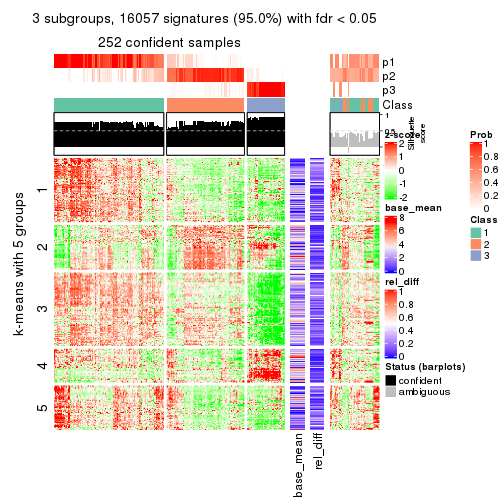 3 subgroups, 16057 signatures (95.0%) with fdr < 0.05
252 confident samples
p1
p2
p3
Class
1
0.5
Silhouette
score
k-means with 5 groups
1
2
3
4
5
base_mean
rel_diff
z-score
2
1
0
-1
-2
base_mean
8
6
4
2
0
rel_diff
1
0.8
0.6
0.4
0.2
0
Status (barplots)
confident
ambiguous
Prob
1
0.8
0.6
0.4
0.2
0
Class
1
2
3